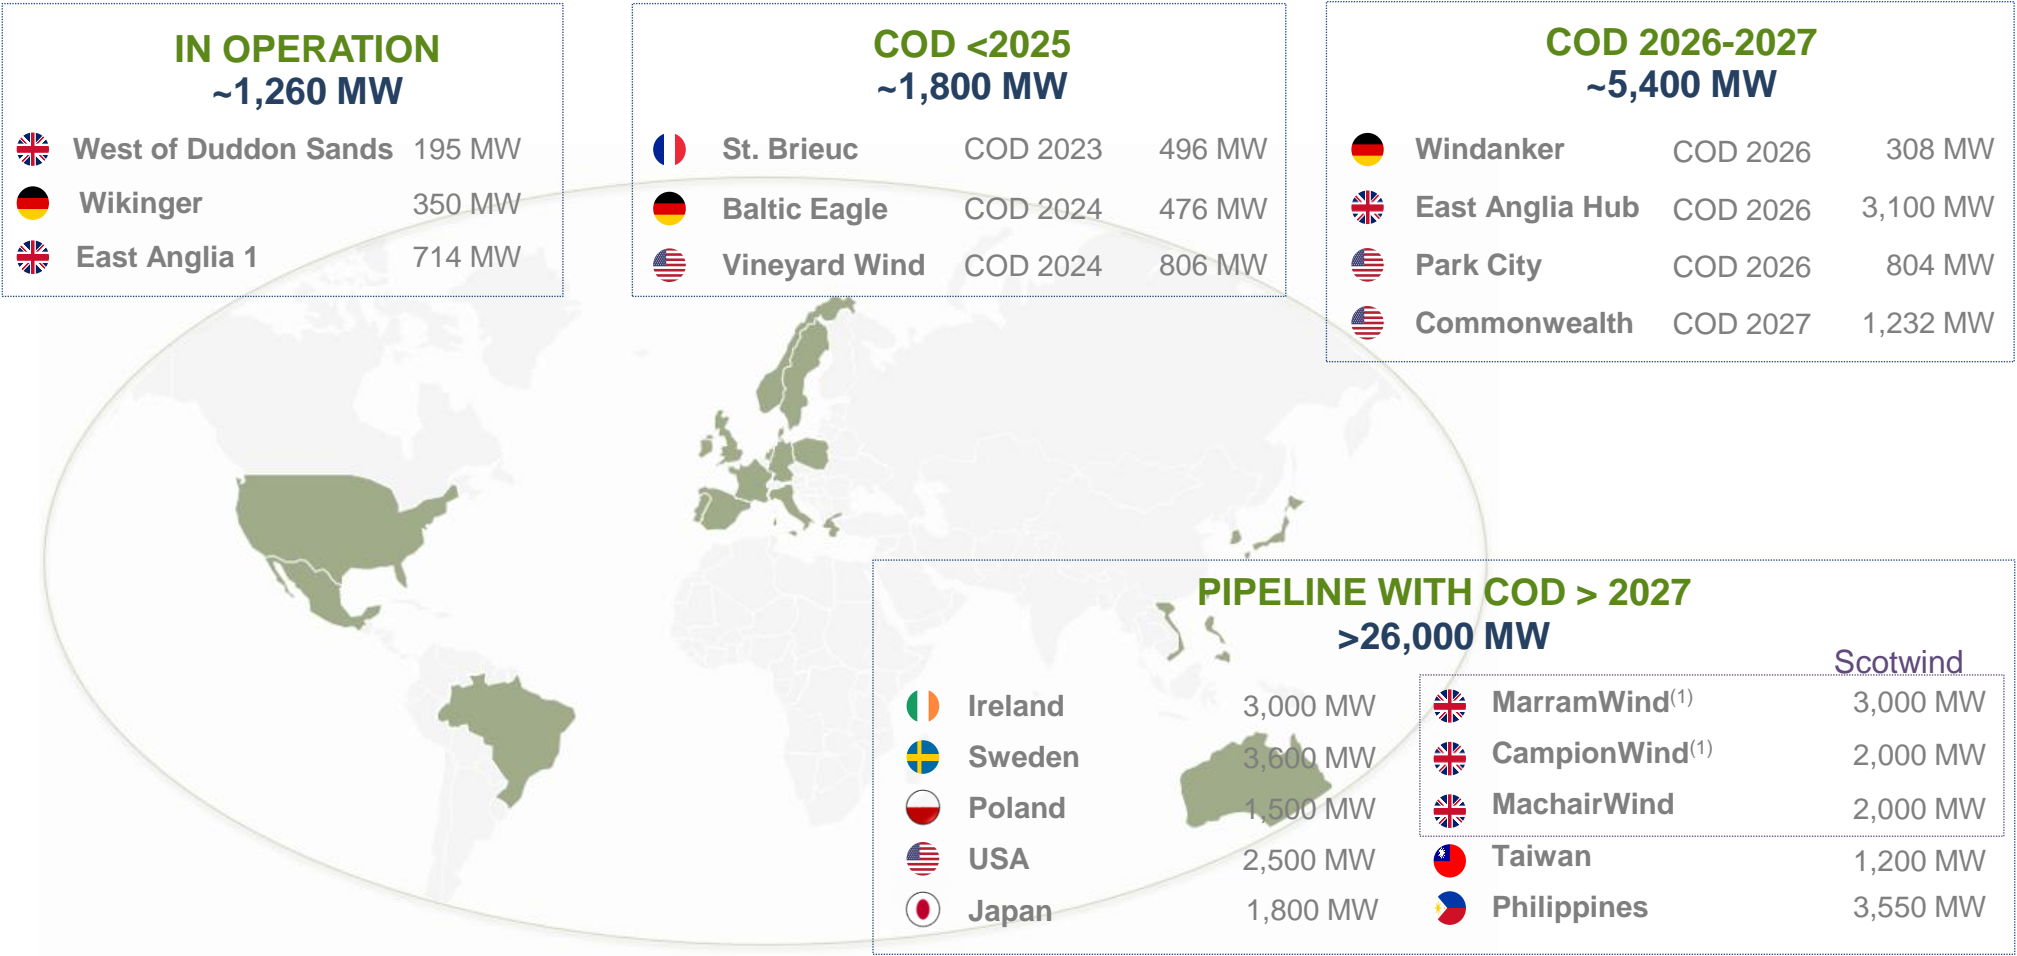 IN OPERATION
~1,260 MW
West of Duddon Sands 195 MW
Wikinger 350 MW
East Anglia 1 714 MW
COD <2025
~1,800 MW
St. Brieuc COD 2023 496 MW
Baltic Eagle COD 2024 476 MW
Vineyard Wind COD 2024 806 MW
COD 2026-2027
~5,400 MW
Windanker COD 2026 308 MW
East Anglia Hub COD 2026 3,100 MW
Park City COD 2026 804 MW
Commonwealth COD 2027 1,232 MW
PIPELINE WITH COD > 2027
>26,000 MW
Ireland 3,000 MW
Sweden 3,600 MW
Poland 1,500 MW
USA 2,500 MW
Japan 1,800 MW
Scotwind
MarramWind(1) 3,000 MW
CampionWind(1) 2,000 MW
MachairWind 2,000 MW
Taiwan 1,200 MW
Philippines 3,550 MW